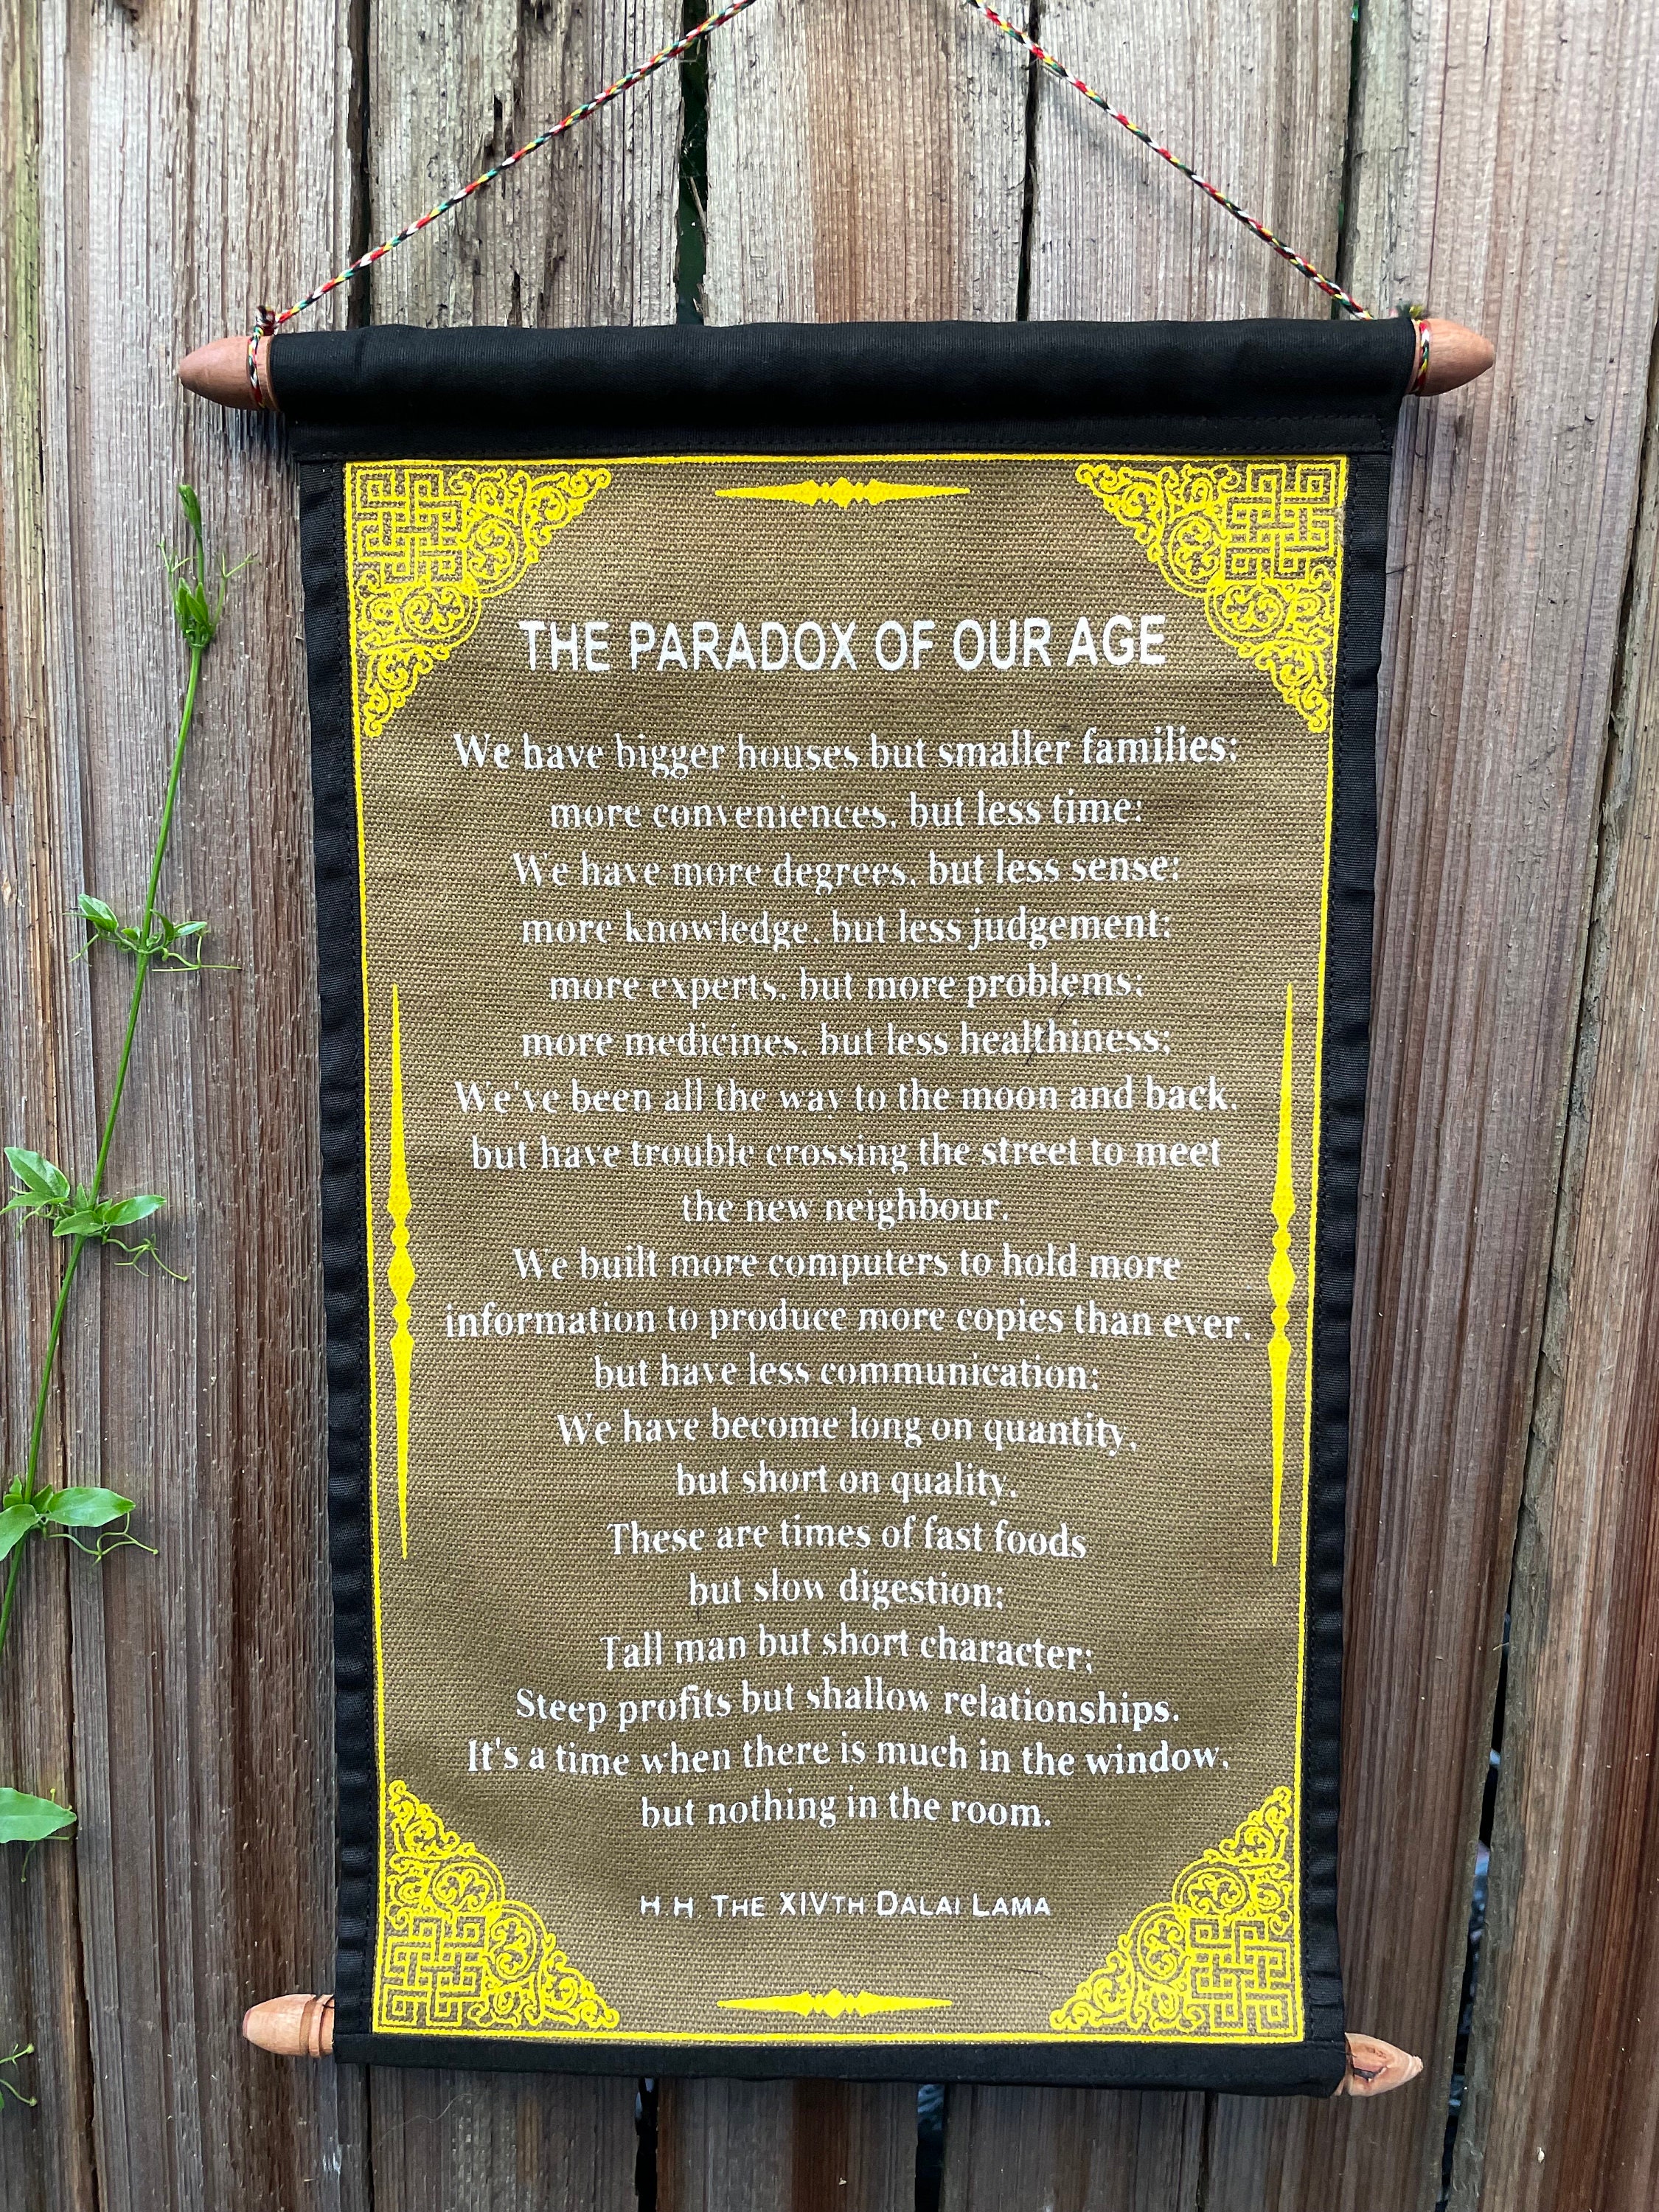 THE PARADOX OF OUR AGE
We have bigger houses but smaller families;
more conveniences, but less time;
We have more degrees, but less sense;
more knowledge, but less judgement;
more experts, but more problems;
more medicines, but less healthiness;
We've been all the way to the moon and back,
but have trouble crossing the street to meet
the new neighbour.
We built more computers to hold more
information to produce more copies than ever,
but have less communication;
We have become long on quantity,
but short on quality.
These are times of fast foods
but slow digestion;
Tall man but short character;
Steep profits but shallow relationships.
It's a time when there is much in the window,
but nothing in the room.
H H The XIVth Dalai Lama